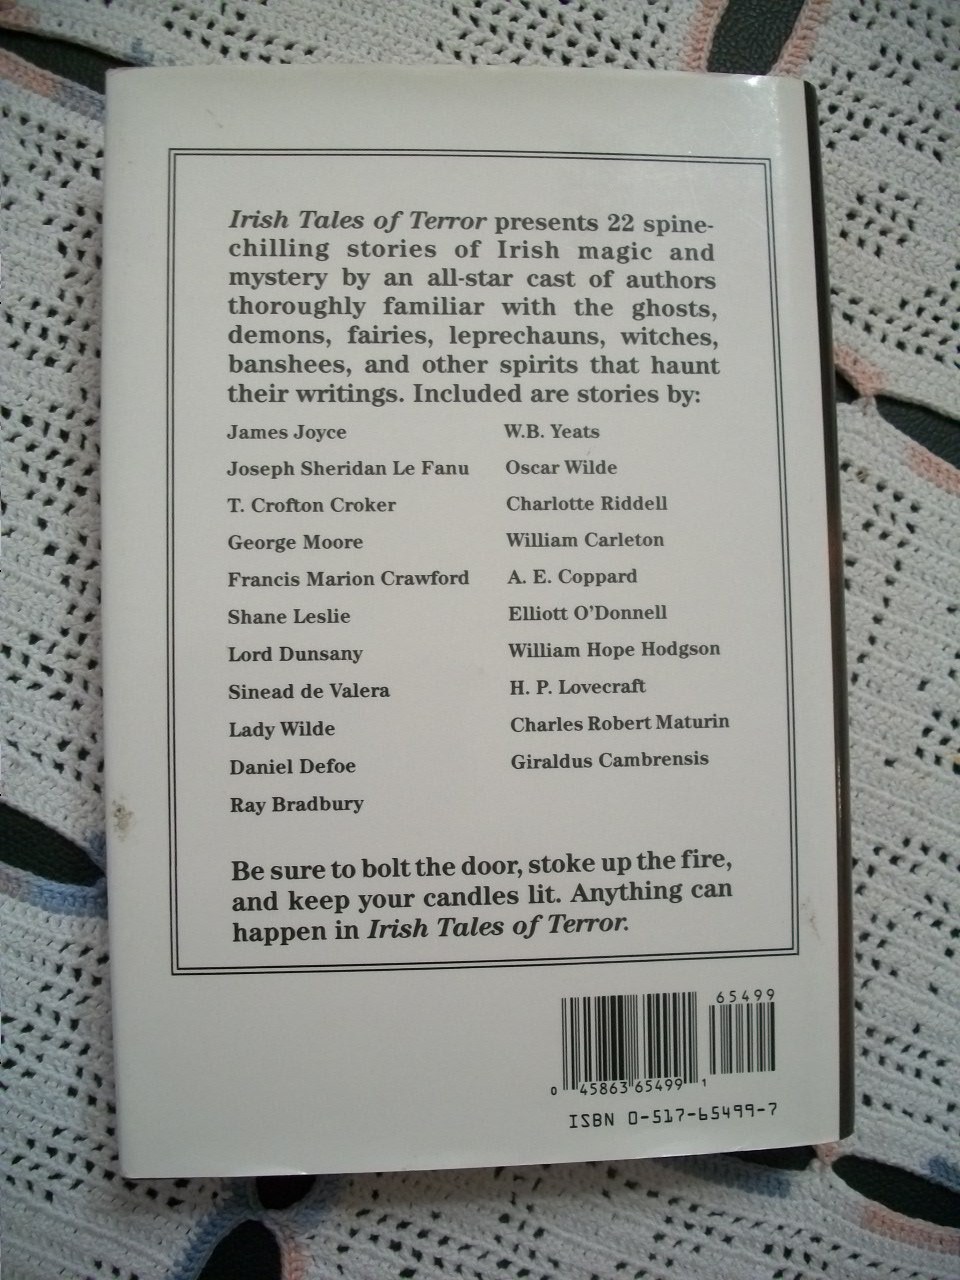 Irish Tales of Terror presents 22 spine-
chilling stories of Irish magic and
mystery by an all-star cast of authors
thoroughly familiar with the ghosts,
demons, fairies, leprechauns, witches,
banshees, and other spirits that haunt
their writings. Included are stories by:
James Joyce
Joseph Sheridan Le Fanu
T. Crofton Croker
George Moore
Francis Marion Crawford
Shane Leslie
Lord Dunsany
Sinead de Valera
Lady Wilde
Daniel Defoe
Ray Bradbury
W.B. Yeats
Oscar Wilde
Charlotte Riddell
William Carleton
A. E. Coppard
Elliott O'Donnell
William Hope Hodgson
H. P. Lovecraft
Charles Robert Maturin
Giraldus Cambrensis
Be sure to bolt the door, stoke up the fire,
and keep your candles lit. Anything can
happen in Irish Tales of Terror.
65499
0 45863 65499 1
ISBN 0-517-65499-7